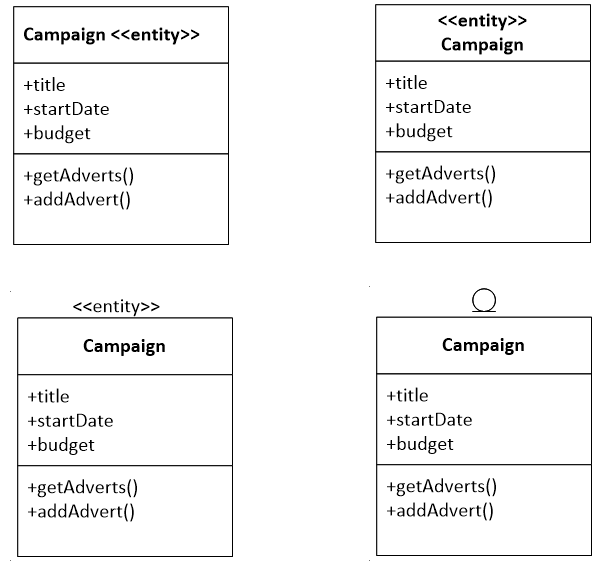 Campaign <<entity>>
+title
+startDate
+budget
+getAdverts()
+addAdvert()
<<entity>>
Campaign
+title
+startDate
+budget
+getAdverts()
+addAdvert()
<<entity>>
Campaign
+title
+startDate
+budget
+getAdverts()
+addAdvert()
Campaign
+title
+startDate
+budget
+getAdverts()
+addAdvert()